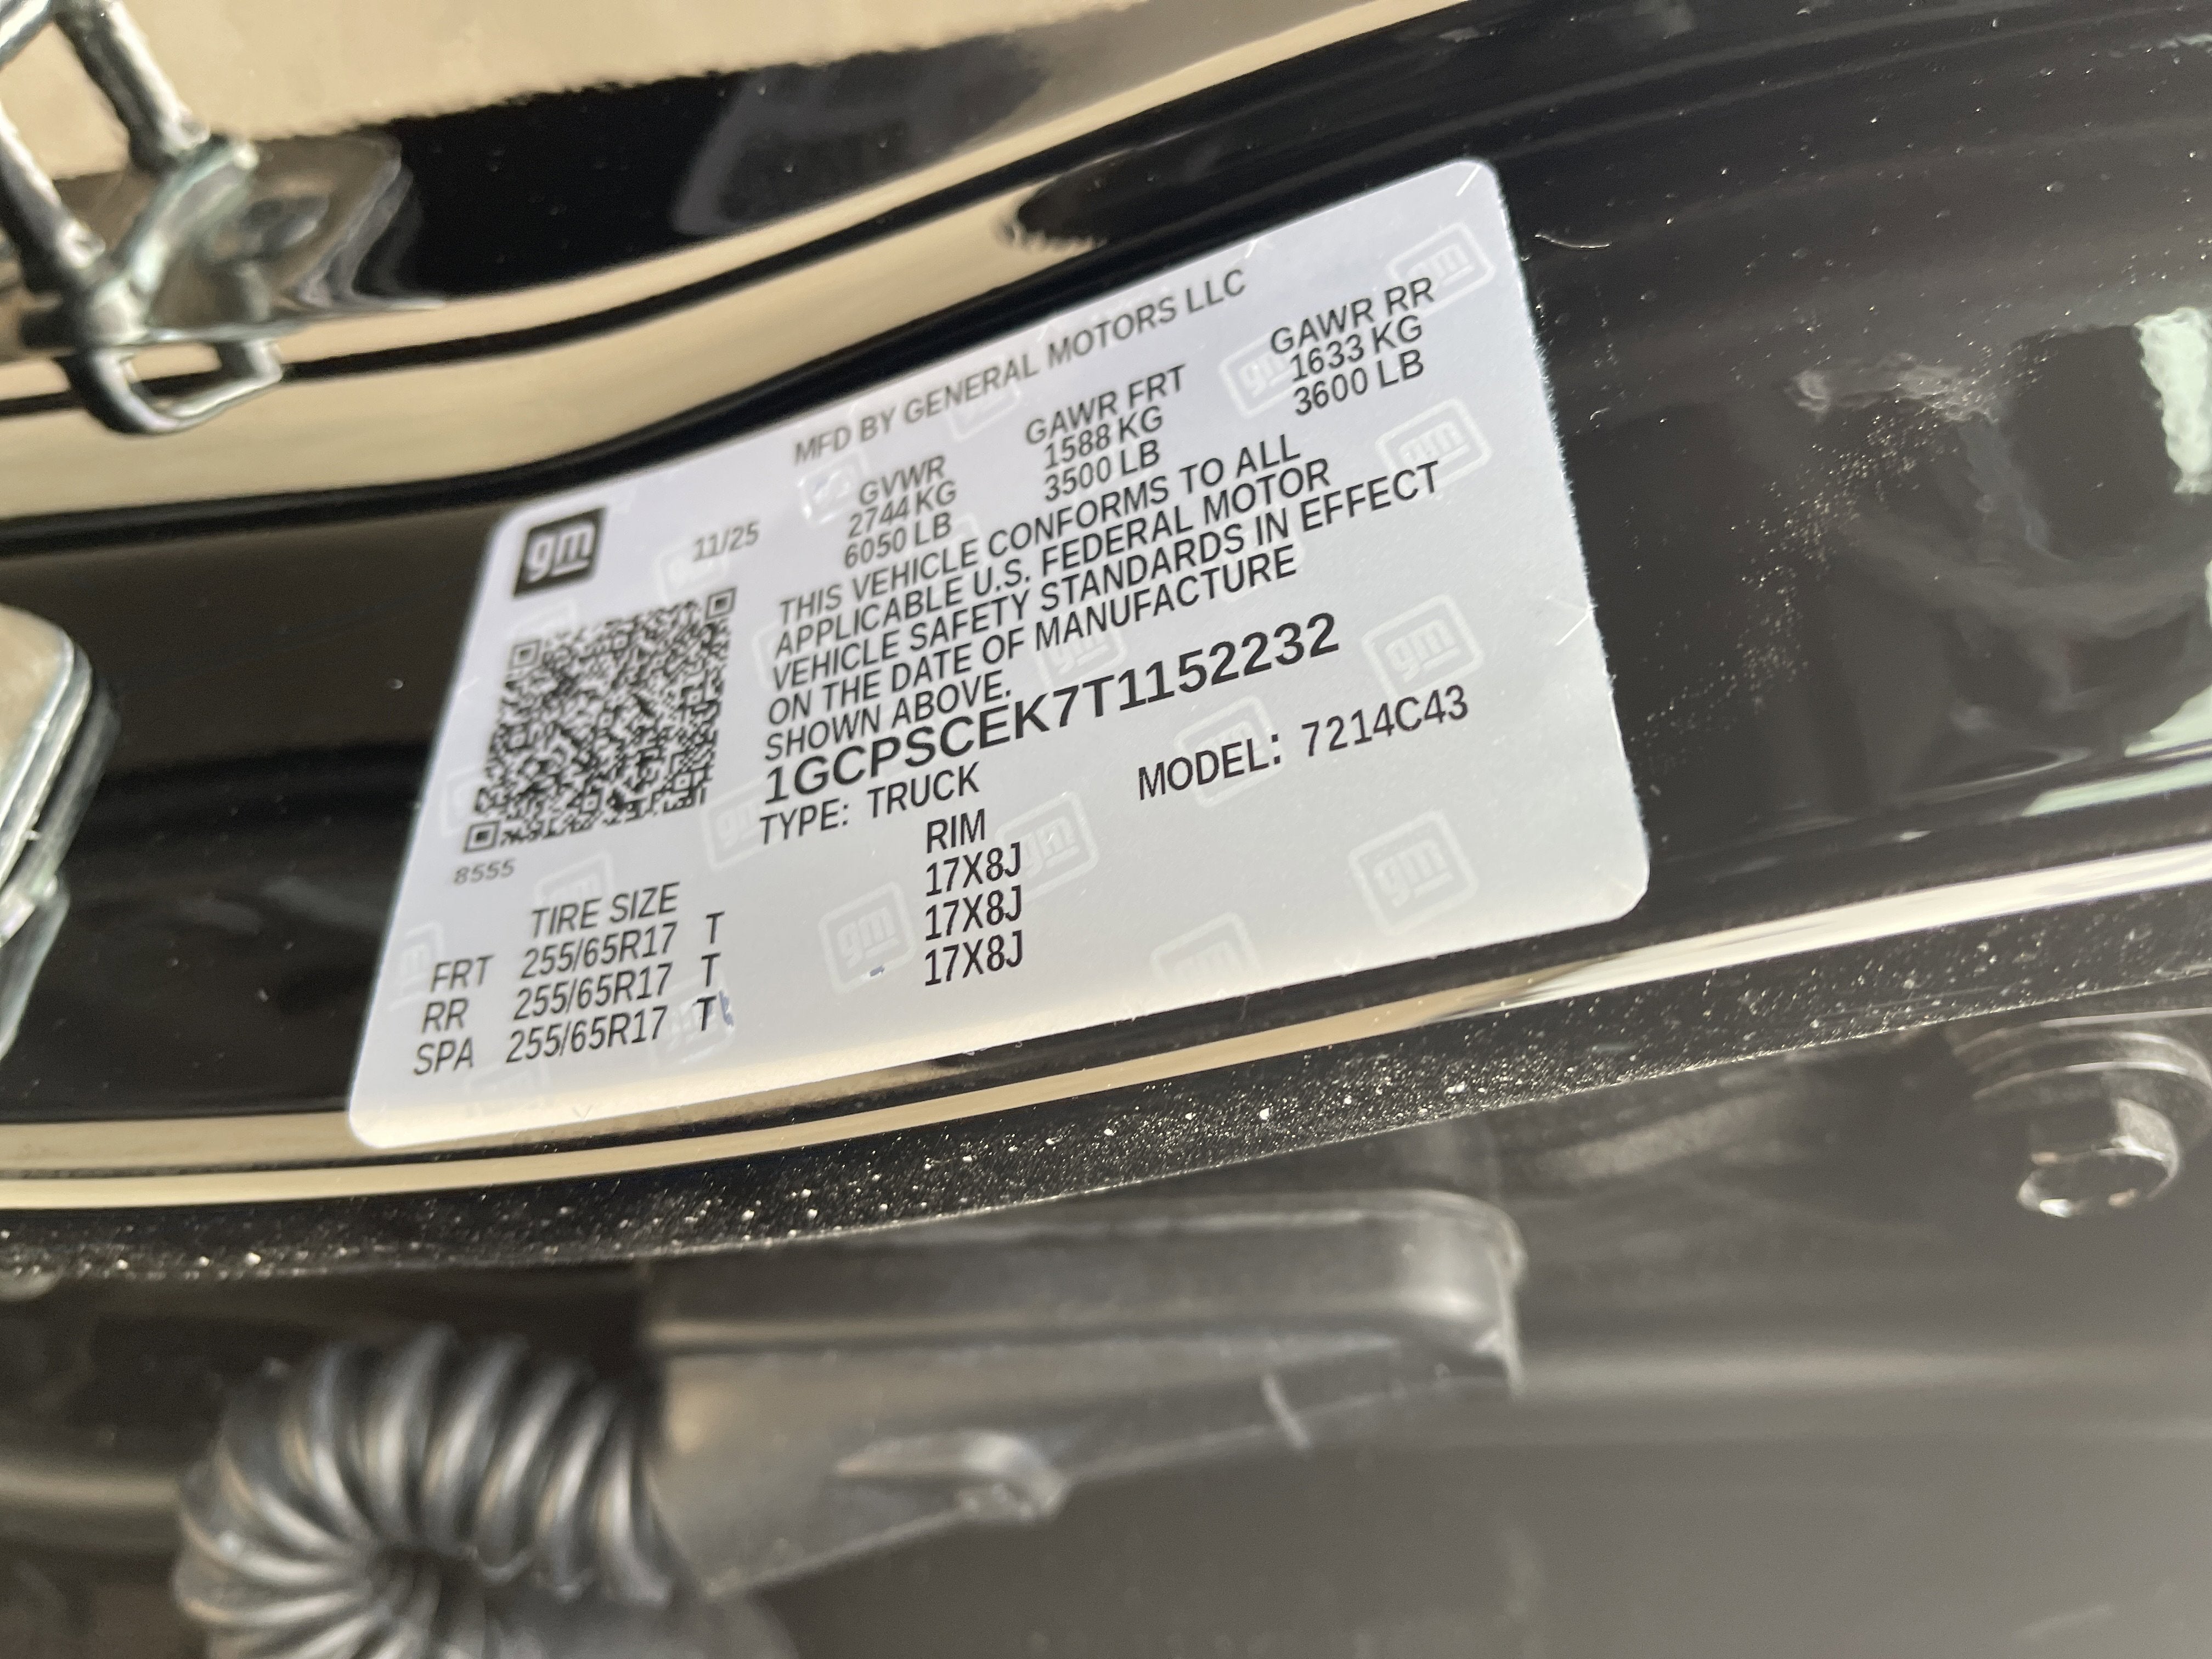 gm
11/25
MFD BY GENERAL MOTORS LLC
GVWR GAWR FRT GAWR RR
2744 KG 1588 KG 1633 KG
6050 LB 3500 LB 3600 LB
THIS VEHICLE CONFORMS TO ALL
APPLICABLE U.S. FEDERAL MOTOR
VEHICLE SAFETY STANDARDS IN EFFECT
ON THE DATE OF MANUFACTURE
SHOWN ABOVE.
1GCPSCEK7T1152232
TYPE: TRUCK MODEL: 7214C43
8555
TIRE SIZE RIM
FRT 255/65R17 T 17X8J
RR 255/65R17 T 17X8J
SPA 255/65R17 T 17X8J